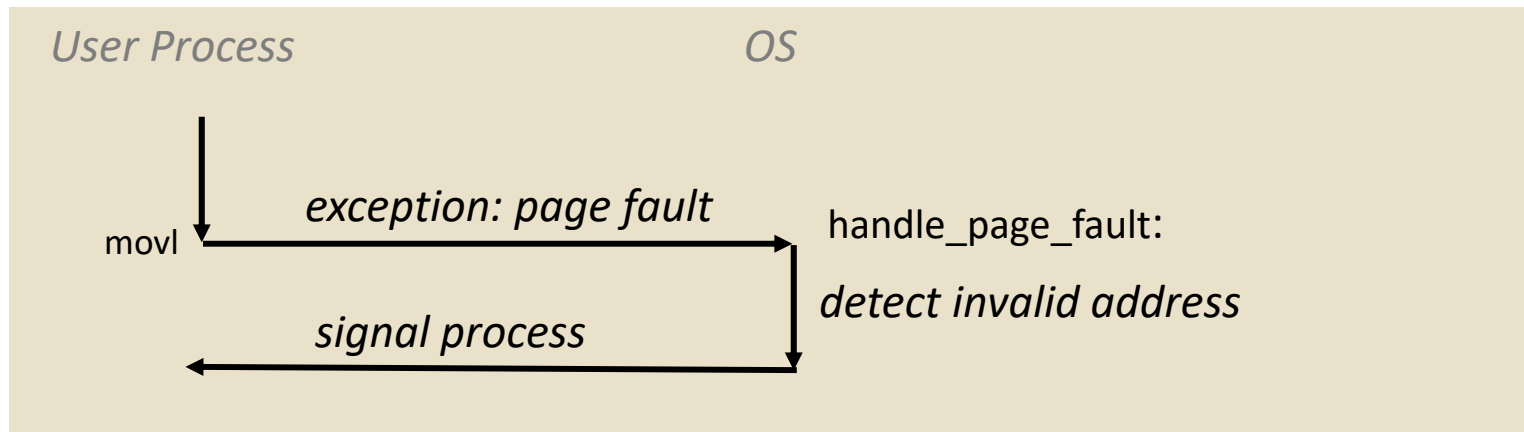 User Process OS
exception: page fault
handle_page_fault:
movl
detect invalid address
signal process